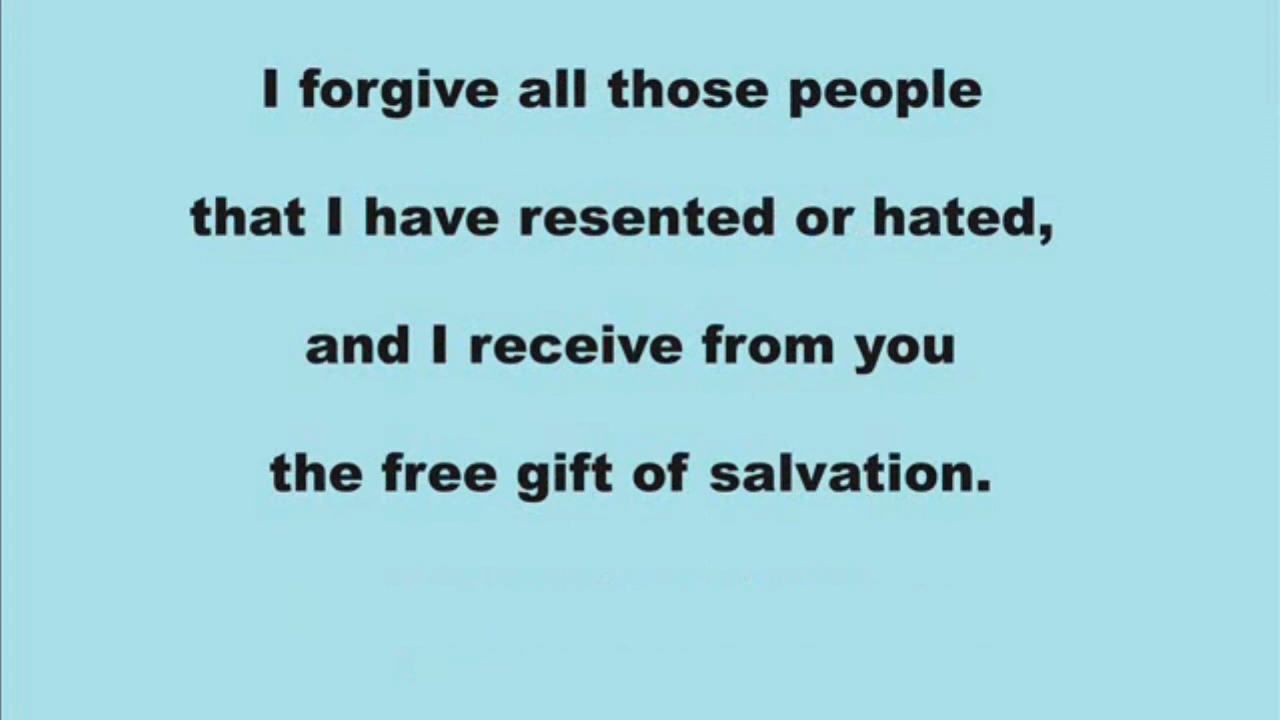 I forgive all those people
that I have resented or hated,
and I receive from you
the free gift of salvation.